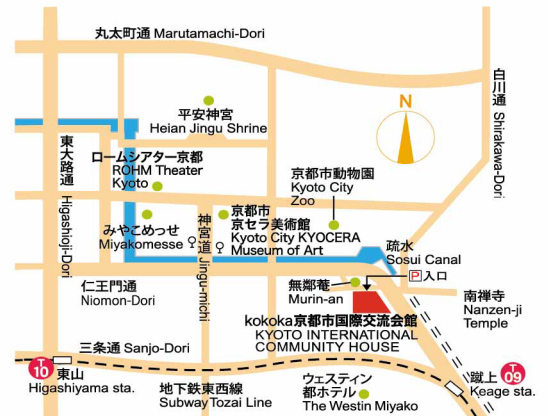 丸太町通 Marutamachi-Dori
白川通 Shirakawa-Dori
N
平安神宮
Heian Jingu Shrine
東大路通 Higashioji-Dori
ロームシアター京都
ROHM Theater
Kyoto
京都市動物園
Kyoto City
Zoo
みやこめっせ
Miyakomesse
神宮道 Jingu-michi
京都市
京セラ美術館
Kyoto City KYOCERA
Museum of Art
疏水
Sosui Canal
P入口
仁王門通
Niomon-Dori
無鄰菴
Murin-an
南禅寺
Nanzen-ji
Temple
kokoka京都市国際交流会館
KYOTO INTERNATIONAL
COMMUNITY HOUSE
三条通 Sanjo-Dori
T
10
東山
Higashiyama sta.
地下鉄東西線
Subway Tozai Line
ウェスティン
都ホテル
The Westin Miyako
蹴上
Keage sta.
T
09